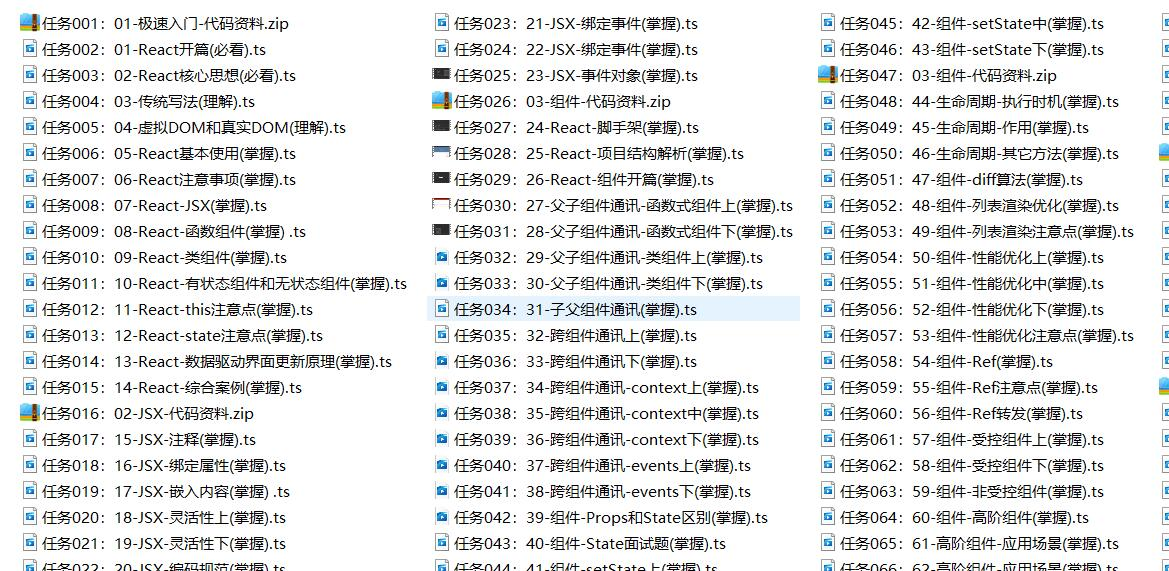 任务001：01-极速入门-代码资料.zip
任务002：01-React开篇(必看).ts
任务003：02-React核心思想(必看).ts
任务004：03-传统写法(理解).ts
任务005：04-虚拟DOM和真实DOM(理解).ts
任务006：05-React基本使用(掌握).ts
任务007：06-React注意事项(掌握).ts
任务008：07-React-JSX(掌握).ts
任务009：08-React-函数组件(掌握) .ts
任务010：09-React-类组件(掌握).ts
任务011：10-React-有状态组件和无状态组件(掌握).ts
任务012：11-React-this注意点(掌握).ts
任务013：12-React-state注意点(掌握).ts
任务014：13-React-数据驱动界面更新原理(掌握).ts
任务015：14-React-综合案例(掌握).ts
任务016：02-JSX-代码资料.zip
任务017：15-JSX-注释(掌握).ts
任务018：16-JSX-绑定属性(掌握).ts
任务019：17-JSX-嵌入内容(掌握) .ts
任务020：18-JSX-灵活性上(掌握).ts
任务021：19-JSX-灵活性下(掌握).ts
任务022：20-JSX-编码规范(掌握).ts
任务023：21-JSX-绑定事件(掌握).ts
任务024：22-JSX-绑定事件(掌握).ts
任务025：23-JSX-事件对象(掌握).ts
任务026：03-组件-代码资料.zip
任务027：24-React-脚手架(掌握).ts
任务028：25-React-项目结构解析(掌握).ts
任务029：26-React-组件开篇(掌握).ts
任务030：27-父子组件通讯-函数式组件上(掌握).ts
任务031：28-父子组件通讯-函数式组件下(掌握).ts
任务032：29-父子组件通讯-类组件上(掌握).ts
任务033：30-父子组件通讯-类组件下(掌握).ts
任务034：31-子父组件通讯(掌握).ts
任务035：32-跨组件通讯上(掌握).ts
任务036：33-跨组件通讯下(掌握).ts
任务037：34-跨组件通讯-context上(掌握).ts
任务038：35-跨组件通讯-context中(掌握).ts
任务039：36-跨组件通讯-context下(掌握).ts
任务040：37-跨组件通讯-events上(掌握).ts
任务041：38-跨组件通讯-events下(掌握).ts
任务042：39-组件-Props和State区别(掌握).ts
任务043：40-组件-State面试题(掌握).ts
任务044：41-组件-setState上(掌握).ts
任务045：42-组件-setState中(掌握).ts
任务046：43-组件-setState下(掌握).ts
任务047：03-组件-代码资料.zip
任务048：44-生命周期-执行时机(掌握).ts
任务049：45-生命周期-作用(掌握).ts
任务050：46-生命周期-其它方法(掌握).ts
任务051：47-组件-diff算法(掌握).ts
任务052：48-组件-列表渲染优化(掌握).ts
任务053：49-组件-列表渲染注意点(掌握).ts
任务054：50-组件-性能优化上(掌握).ts
任务055：51-组件-性能优化中(掌握).ts
任务056：52-组件-性能优化下(掌握).ts
任务057：53-组件-性能优化注意点(掌握).ts
任务058：54-组件-Ref(掌握).ts
任务059：55-组件-Ref注意点(掌握).ts
任务060：56-组件-Ref转发(掌握).ts
任务061：57-组件-受控组件上(掌握).ts
任务062：58-组件-受控组件下(掌握).ts
任务063：59-组件-非受控组件(掌握).ts
任务064：60-组件-高阶组件(掌握).ts
任务065：61-高阶组件-应用场景(掌握).ts
任务066：62-高阶组件-应用场景(掌握).ts